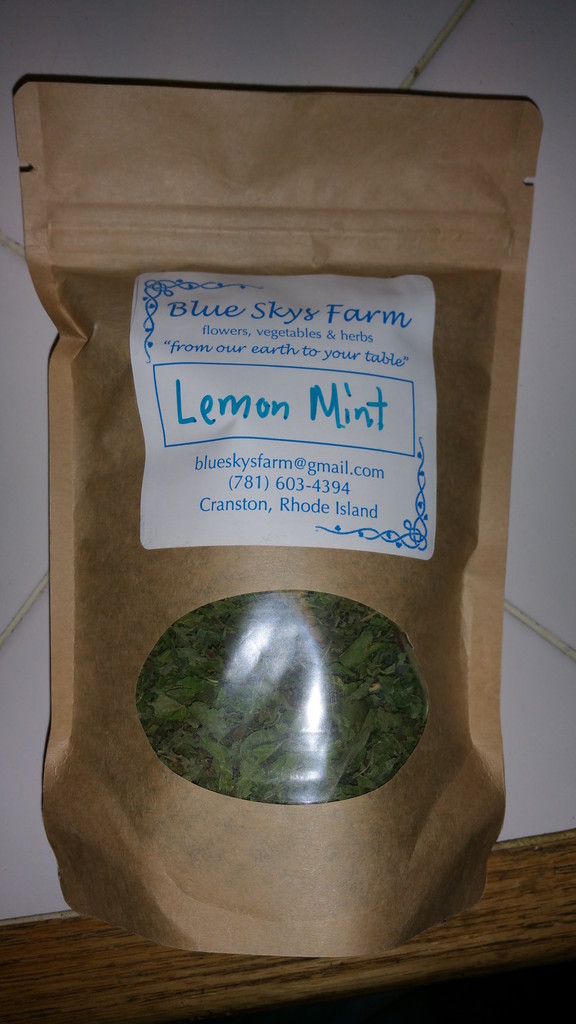 Blue Skys Farm
flowers, vegetables & herbs
"from our earth to your table"
Lemon Mint
blueskysfarm@gmail.com
(781) 603-4394
Cranston, Rhode Island